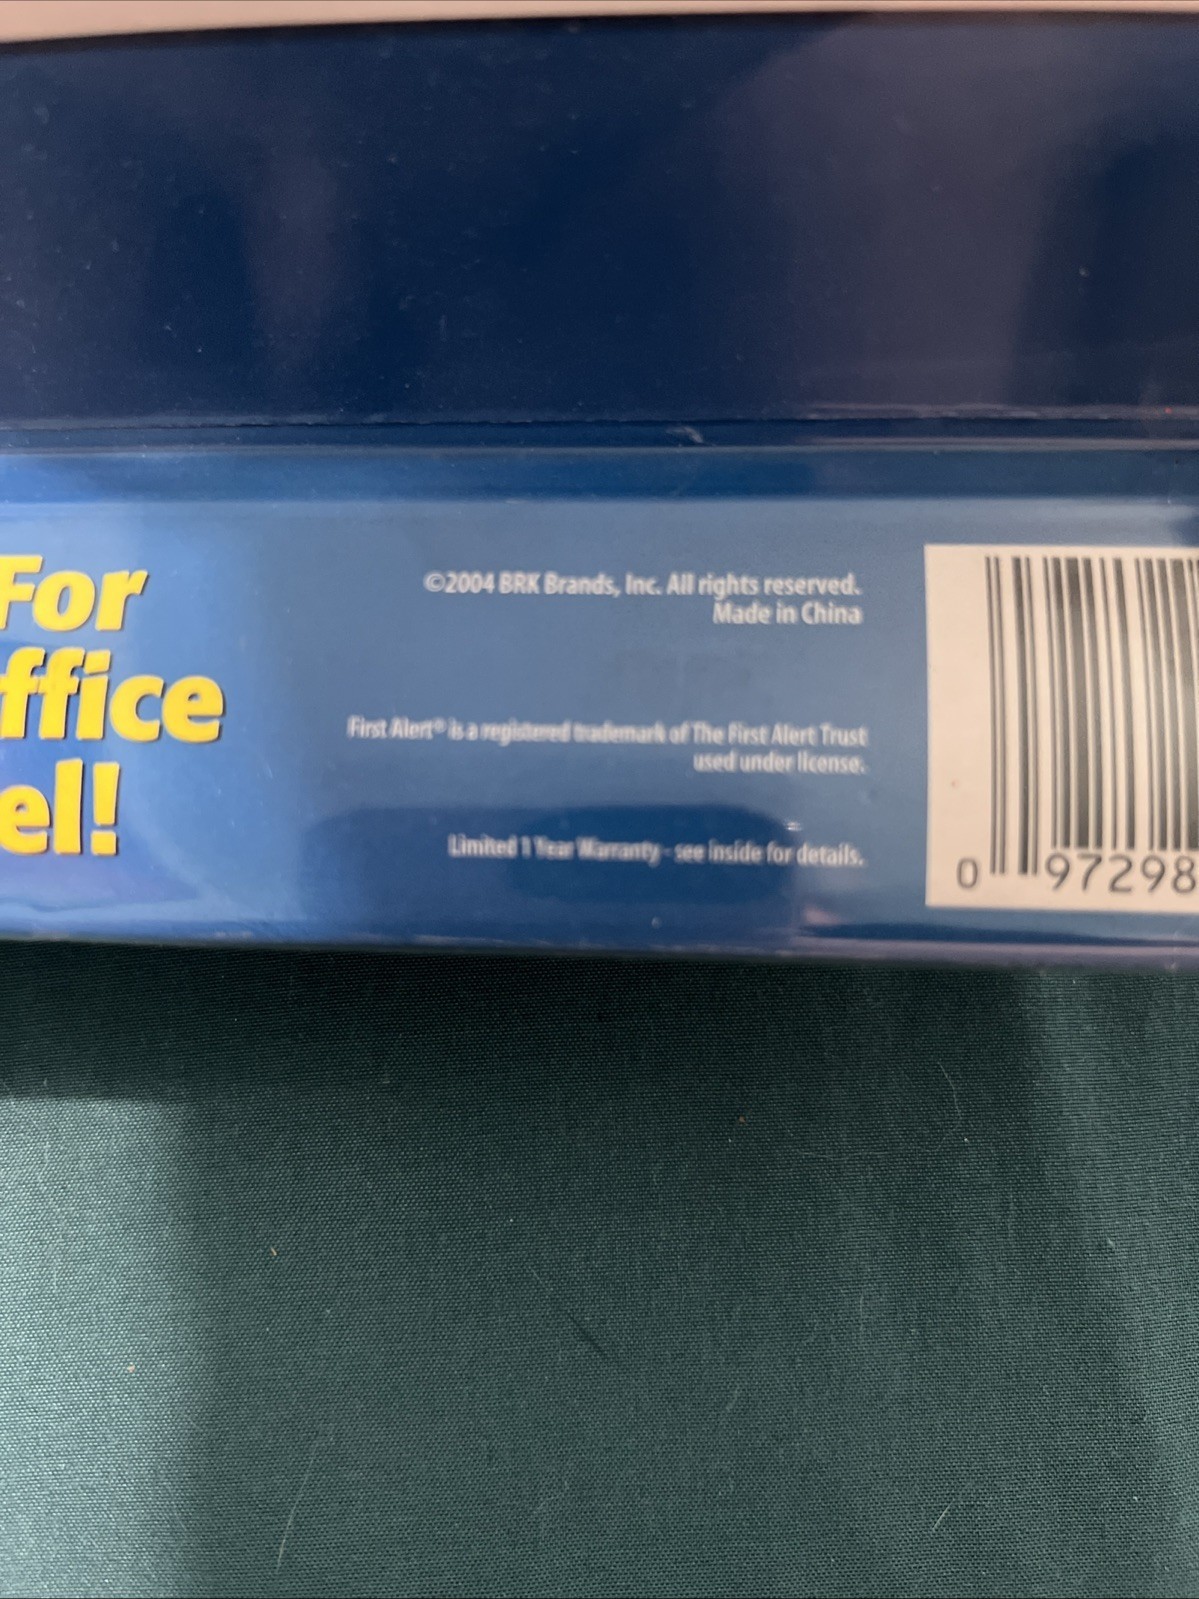 For
ffice
el!
©2004 BRK Brands, Inc. All rights reserved.
Made in China
First Alert® is a registered trademark of The First Alert Trust
used under license.
Limited 1 Year Warranty - see inside for details.
0 97298